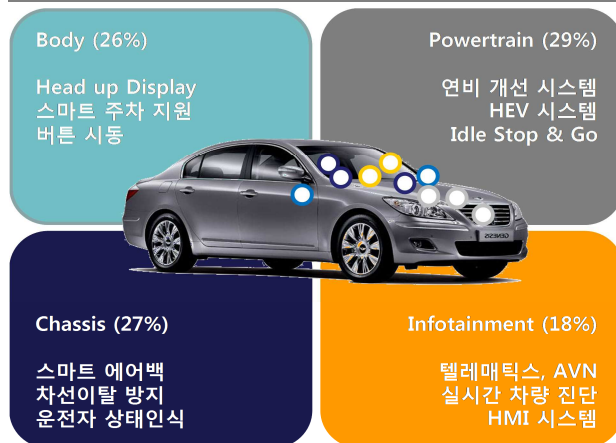 Body (26%)
Head up Display
스마트 주차 지원
버튼 시동
Powertrain (29%)
연비 개선 시스템
HEV 시스템
Idle Stop & Go
Chassis (27%)
스마트 에어백
차선이탈 방지
운전자 상태인식
Infotainment (18%)
텔레매틱스, AVN
실시간 차량 진단
HMI 시스템